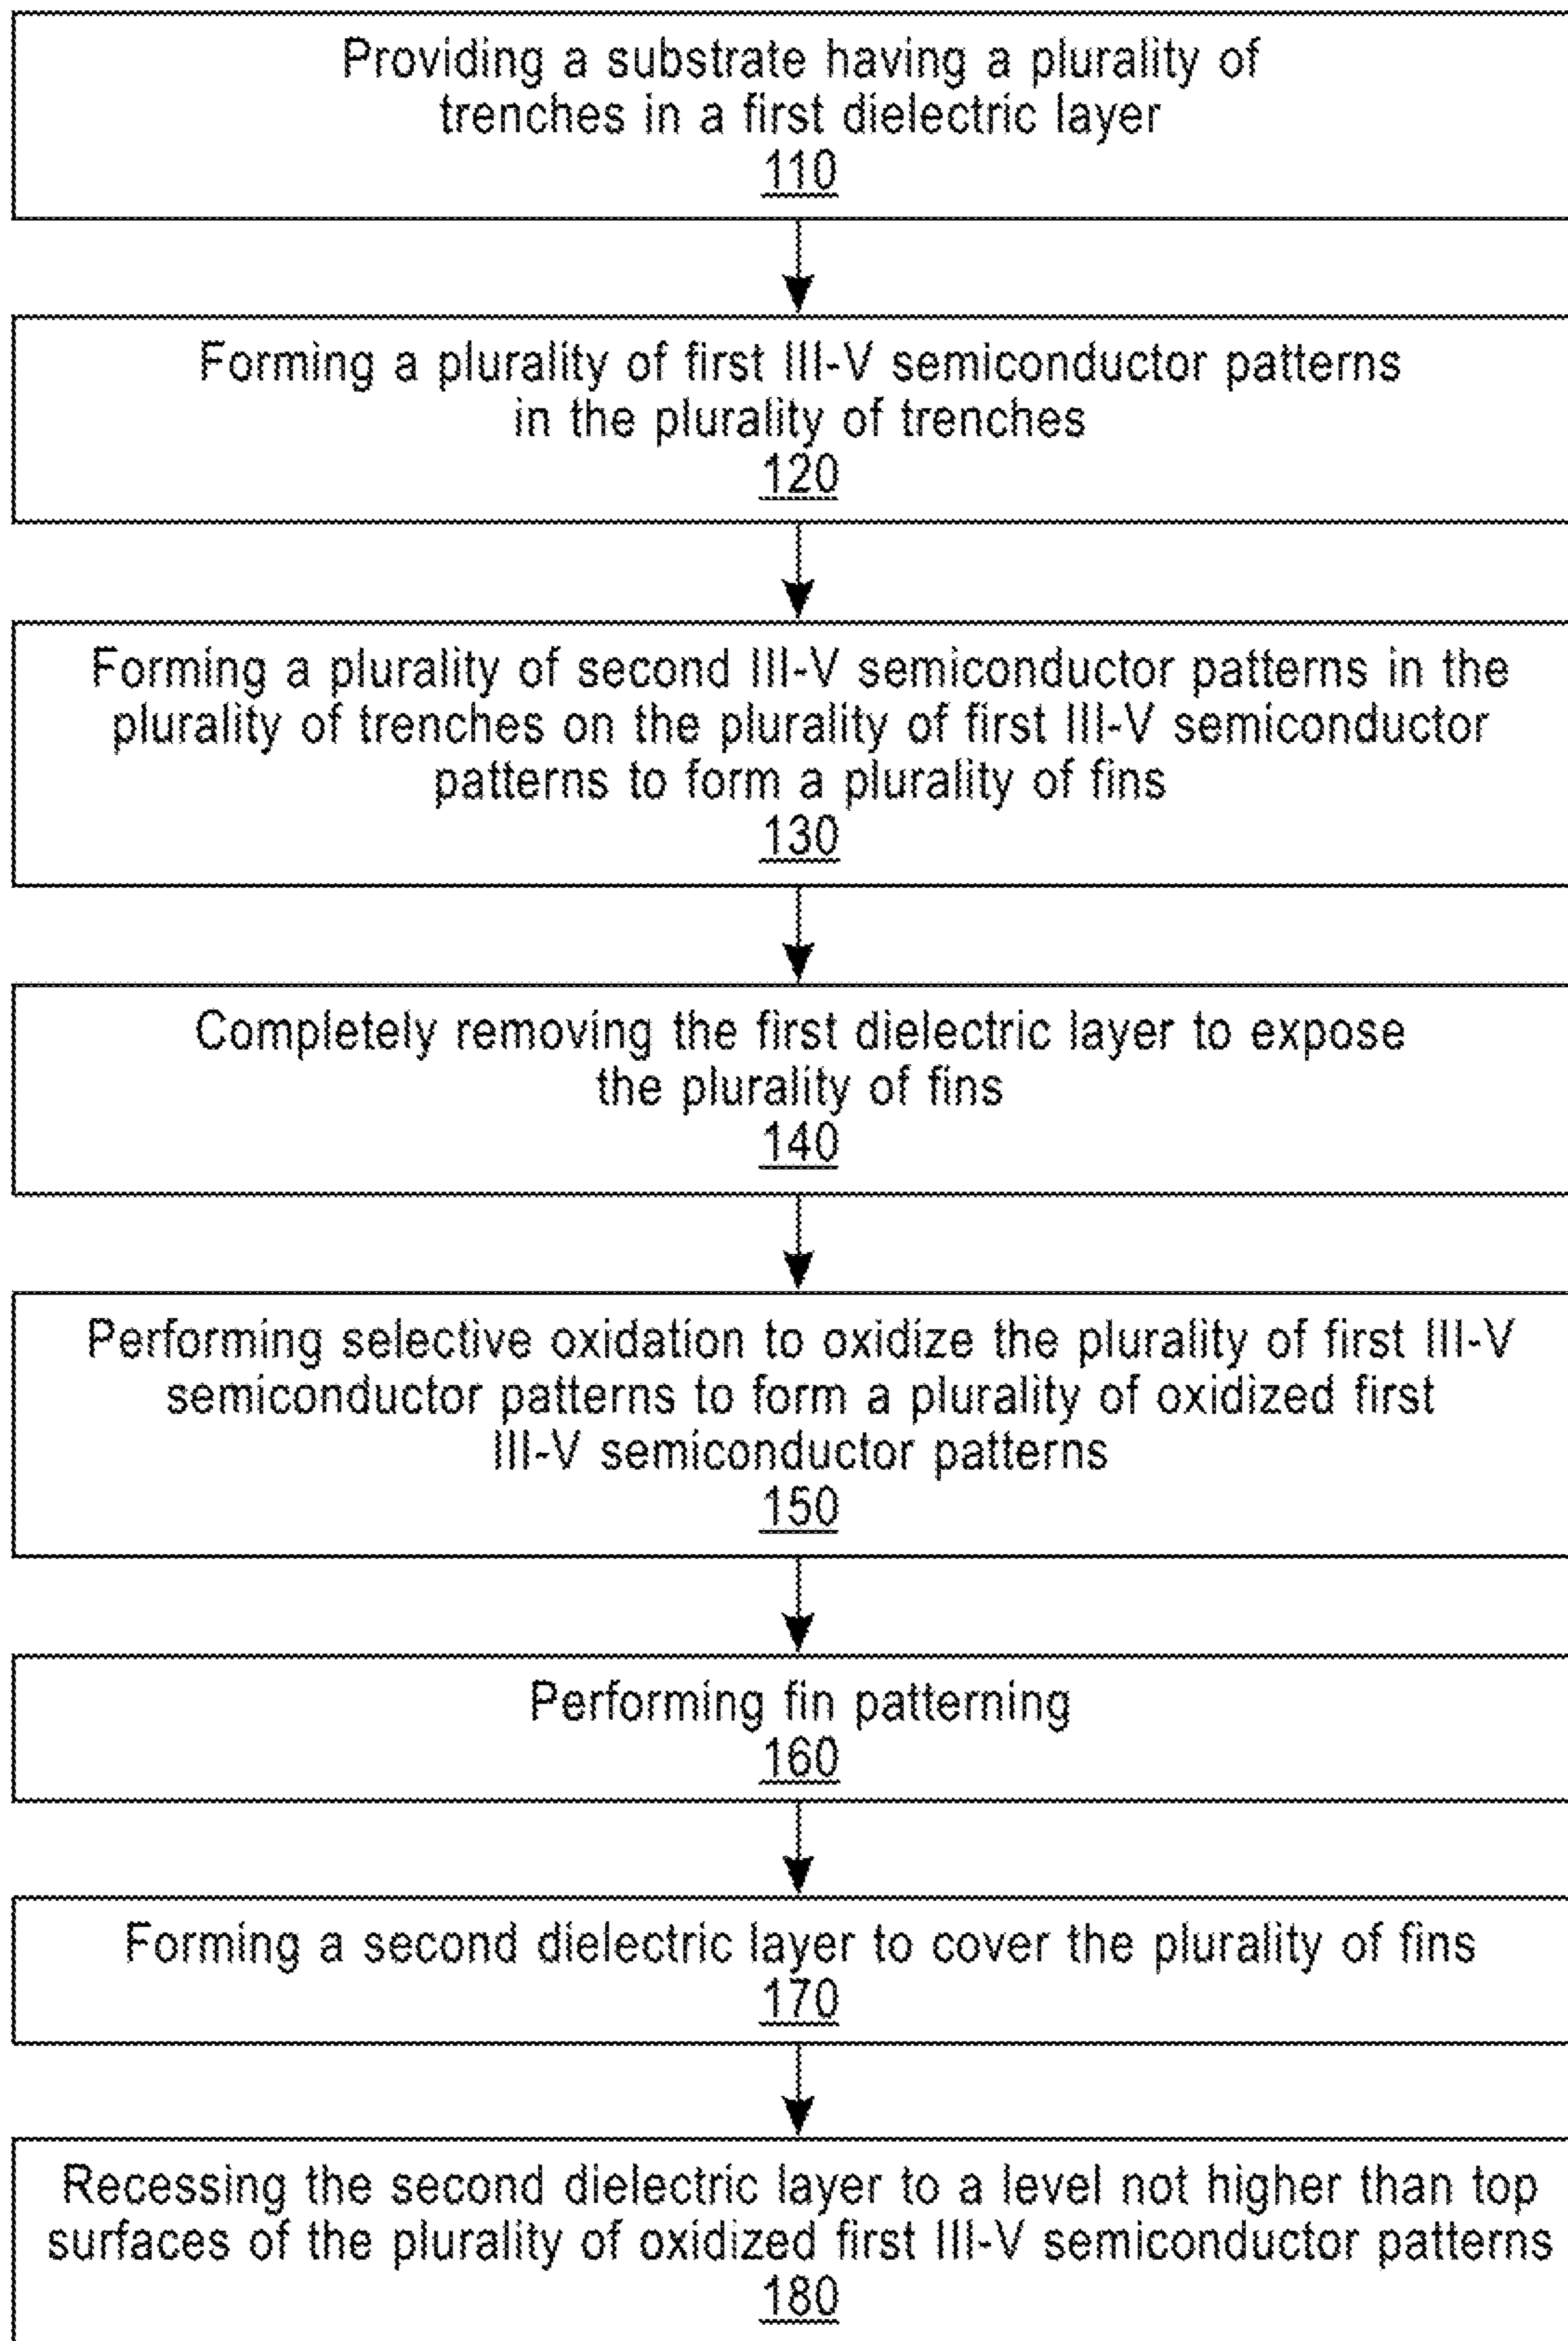 Providing a substrate having a plurality of
trenches in a first dielectric layer
110
Forming a plurality of first III-V semiconductor patterns
in the plurality of trenches
120
Forming a plurality of second III-V semiconductor patterns in the
plurality of trenches on the plurality of first III-V semiconductor
patterns to form a plurality of fins
130
Completely removing the first dielectric layer to expose
the plurality of fins
140
Performing selective oxidation to oxidize the plurality of first III-V
semiconductor patterns to form a plurality of oxidized first
III-V semiconductor patterns
150
Performing fin patterning
160
Forming a second dielectric layer to cover the plurality of fins
170
Recessing the second dielectric layer to a level not higher than top
surfaces of the plurality of oxidized first III-V semiconductor patterns
180